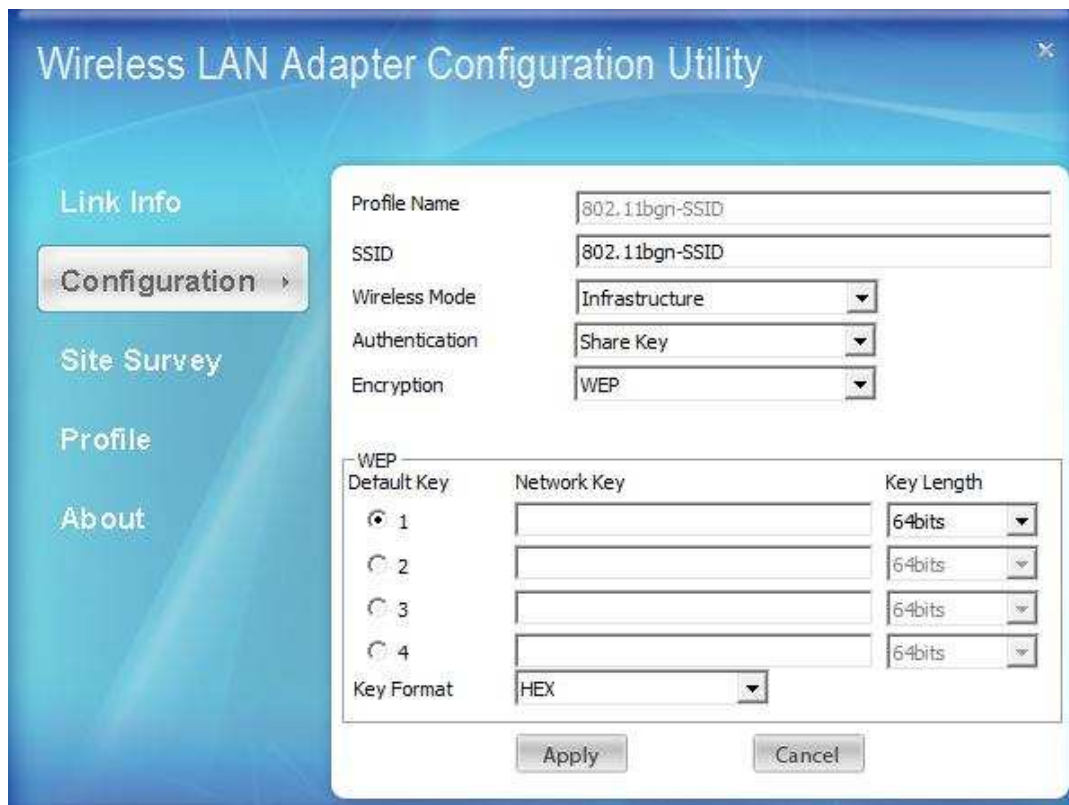 Wireless LAN Adapter Configuration Utility
Link Info
Configuration
Site Survey
Profile
About
Profile Name 802.11bgn-SSID
SSID 802.11bgn-SSID
Wireless Mode Infrastructure
Authentication Share Key
Encryption WEP
WEP
Default Key Network Key Key Length
1 64bits
2 64bits
3 64bits
4 64bits
Key Format HEX
Apply Cancel